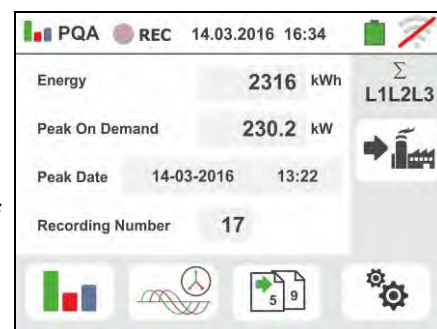 PQA REC 14.03.2016 16:34
Energy 2316 kWh
Σ
L1L2L3
Peak On Demand 230.2 kW
Peak Date 14-03-2016 13:22
Recording Number 17
5 9